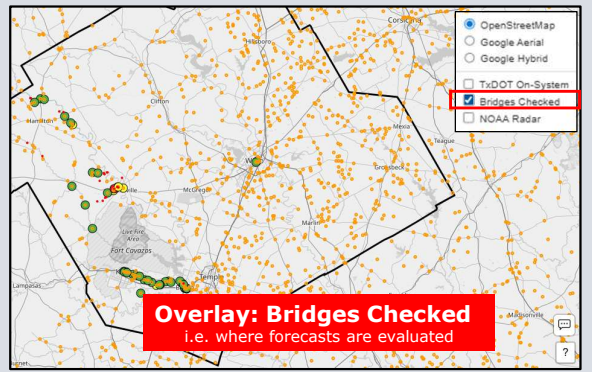 Corsicana
Hillsboro
Clifton
Hamilton
Mexia
Teague
Groesbeck
McGregor
Marlin
Live Fire
Area
Fort Cavazos
Lampasas
Temple
Madisonville
OpenStreetMap
Google Aerial
Google Hybrid
TxDOT On-System
Bridges Checked
NOAA Radar
Overlay: Bridges Checked
i.e. where forecasts are evaluated
?